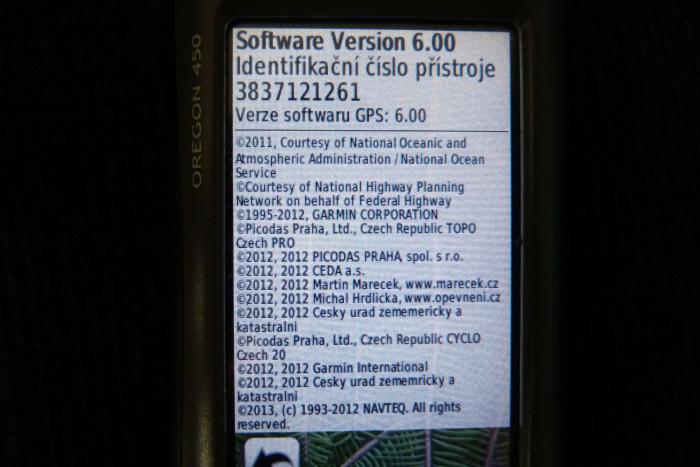 OREGON 450
Software Version 6.00
Identifikační číslo přístroje
3837121261
Verze softwaru GPS: 6.00
©2011, Courtesy of National Oceanic and
Atmospheric Administration / National Ocean
Service
©Courtesy of National Highway Planning
Network on behalf of Federal Highway
©1995-2012, GARMIN CORPORATION
©Picodas Praha, Ltd., Czech Republic TOPO
Czech PRO
©2012, 2012 PICODAS PRAHA, spol. s r.o.
©2012, 2012 CEDA a.s.
©2012, 2012 Martin Marecek, www.marecek.cz
©2012, 2012 Michal Hrdlicka, www.opevneni.cz
©2012, 2012 Cesky urad zememericky a
katastralni
©Picodas Praha, Ltd., Czech Republic CYCLO
Czech 20
©2012, 2012 Garmin International
©2012, 2012 Cesky urad zememricky a
katastralni
©2013, (c) 1993-2012 NAVTEQ. All rights
reserved.